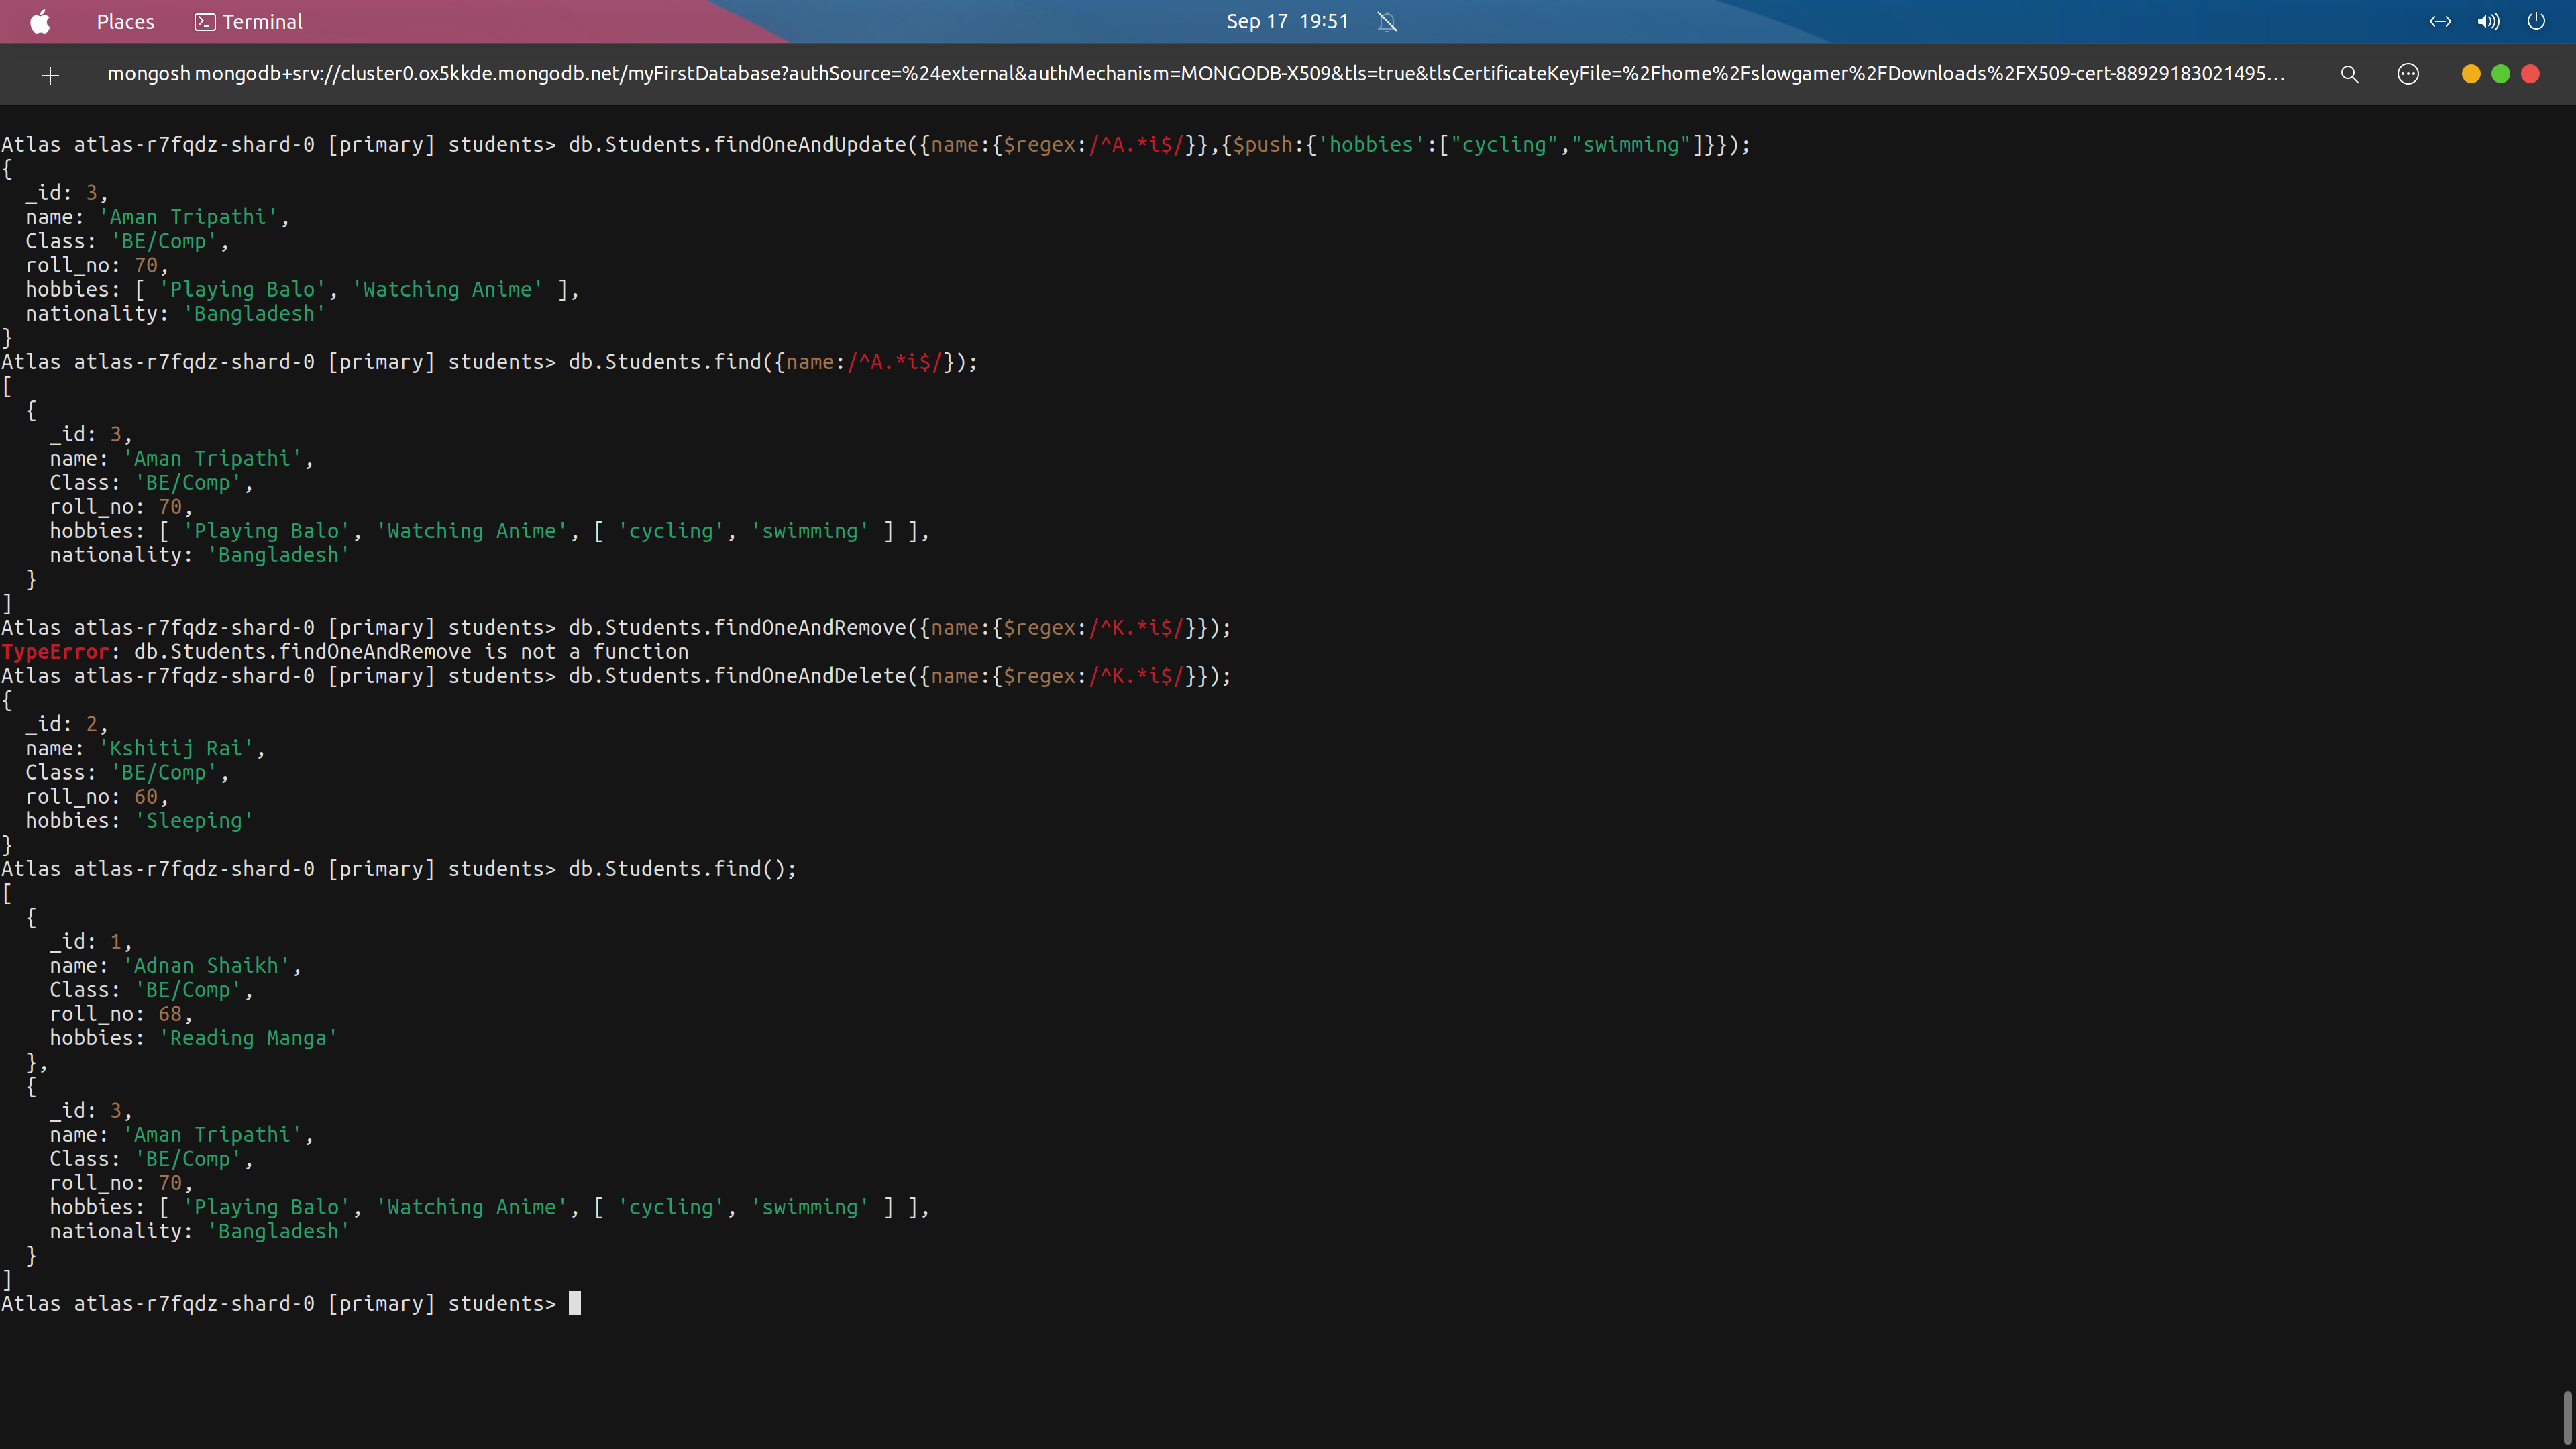 Places Terminal Sep 17 19:51
mongosh mongodb+srv://cluster0.ox5kkde.mongodb.net/myFirstDatabase?authSource=%24external&authMechanism=MONGODB-X509&tls=true&tlsCertificateKeyFile=%2Fhome%2Fslowgamer%2FDownloads%2FX509-cert-88929183021495...
Atlas atlas-r7fqdz-shard-0 [primary] students> db.Students.findOneAndUpdate({name:{$regex:/^A.*i$/}},{$push:{'hobbies':["cycling","swimming"]}});
{
  _id: 3,
  name: 'Aman Tripathi',
  Class: 'BE/Comp',
  roll_no: 70,
  hobbies: [ 'Playing Balo', 'Watching Anime' ],
  nationality: 'Bangladesh'
}
Atlas atlas-r7fqdz-shard-0 [primary] students> db.Students.find({name:/^A.*i$/});
[
  {
    _id: 3,
    name: 'Aman Tripathi',
    Class: 'BE/Comp',
    roll_no: 70,
    hobbies: [ 'Playing Balo', 'Watching Anime', [ 'cycling', 'swimming' ] ],
    nationality: 'Bangladesh'
  }
]
Atlas atlas-r7fqdz-shard-0 [primary] students> db.Students.findOneAndRemove({name:{$regex:/^K.*i$/}});
TypeError: db.Students.findOneAndRemove is not a function
Atlas atlas-r7fqdz-shard-0 [primary] students> db.Students.findOneAndDelete({name:{$regex:/^K.*i$/}});
{
  _id: 2,
  name: 'Kshitij Rai',
  Class: 'BE/Comp',
  roll_no: 60,
  hobbies: 'Sleeping'
}
Atlas atlas-r7fqdz-shard-0 [primary] students> db.Students.find();
[
  {
    _id: 1,
    name: 'Adnan Shaikh',
    Class: 'BE/Comp',
    roll_no: 68,
    hobbies: 'Reading Manga'
  },
  {
    _id: 3,
    name: 'Aman Tripathi',
    Class: 'BE/Comp',
    roll_no: 70,
    hobbies: [ 'Playing Balo', 'Watching Anime', [ 'cycling', 'swimming' ] ],
    nationality: 'Bangladesh'
  }
]
Atlas atlas-r7fqdz-shard-0 [primary] students>